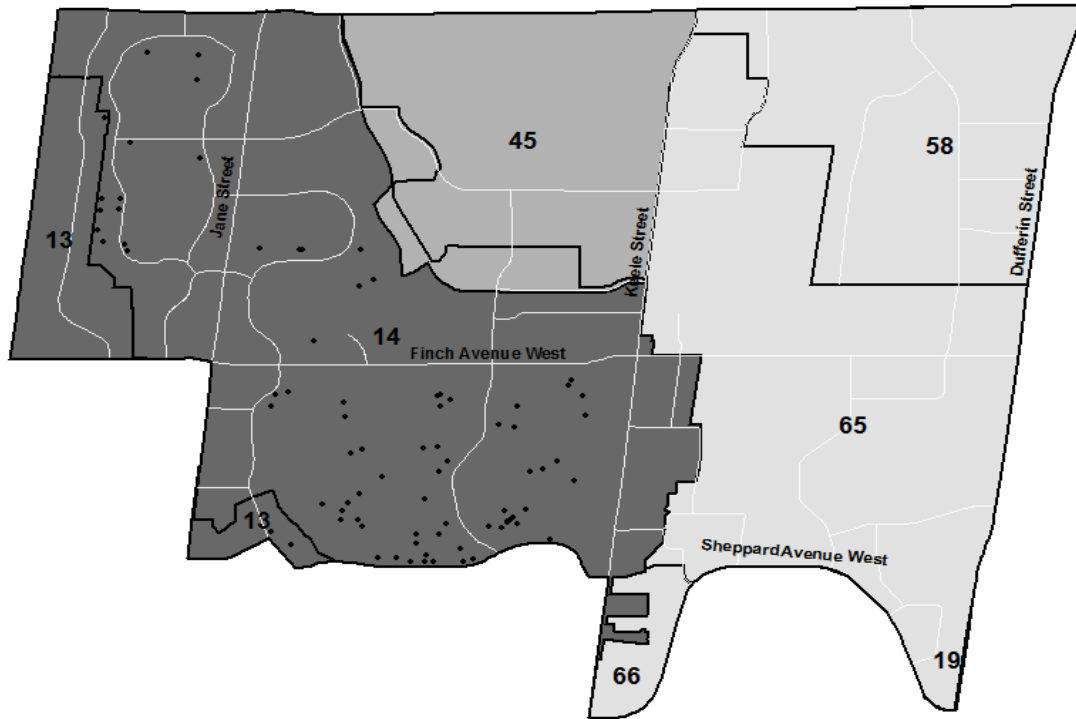 45
58
13
Jane Street
Keele Street
Dufferin Street
14
Finch Avenue West
65
13
Sheppard Avenue West
66
19